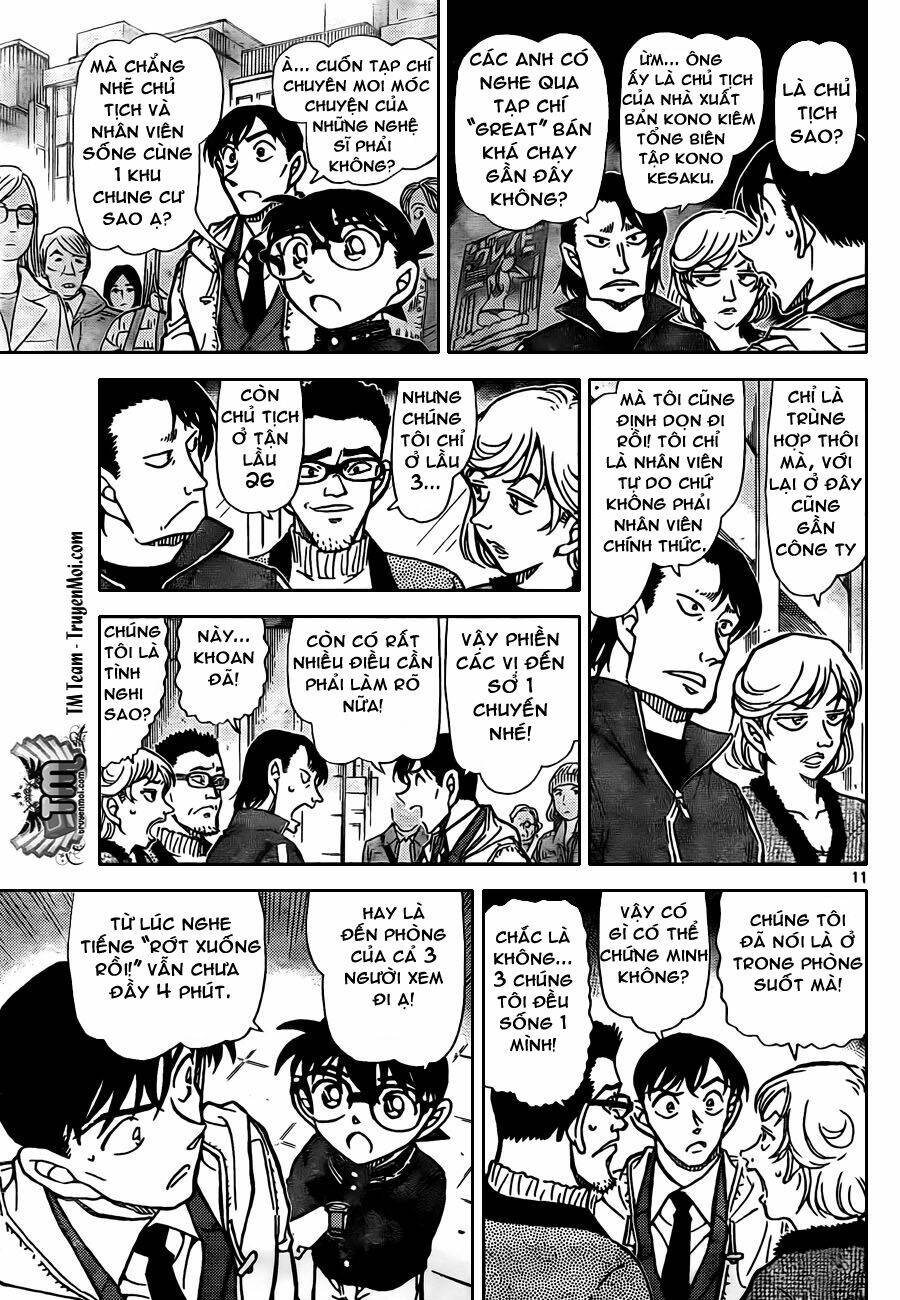 LÀ CHỦ
TỊCH
SAO?
ỪM... ÔNG
ẤY LÀ CHỦ TỊCH
CỦA NHÀ XUẤT
BẢN KONO KIÊM
TỔNG BIÊN
TẬP KONO
KESAKU.
CÁC ANH CÓ
NGHE QUA
TẠP CHÍ
"GREAT" BÁN
KHÁ CHẠY
GẦN ĐÂY
KHÔNG?
À... CUỐN TẠP CHÍ
CHUYÊN MOI MÓC
CHUYỆN CỦA
NHỮNG NGHỆ
SĨ PHẢI
KHÔNG?
MÀ CHẲNG
NHẼ CHỦ
TỊCH VÀ
NHÂN VIÊN
SỐNG CÙNG
1 KHU
CHUNG CƯ
SAO Ạ?
CHỈ LÀ
TRÙNG
HỢP THÔI
MÀ, VỚI
LẠI Ở ĐÂY
CŨNG
GẦN
CÔNG TY
MÀ TÔI CŨNG
ĐỊNH DỌN ĐI
RỒI! TÔI CHỈ
LÀ NHÂN VIÊN
TỰ DO CHỨ
KHÔNG PHẢI
NHÂN VIÊN
CHÍNH THỨC.
NHƯNG
CHÚNG
TÔI CHỈ
Ở LẦU
3...
CÒN
CHỦ TỊCH
Ở TẬN
LẦU
26
VẬY PHIỀN
CÁC VỊ ĐẾN
SỞ 1
CHUYẾN
NHÉ!
CÒN CÓ RẤT
NHIỀU ĐIỀU CẦN
PHẢI LÀM RÕ
NỮA!
NÀY...
KHOAN
ĐÃ!
CHÚNG
TÔI LÀ
TÌNH
NGHI
SAO?
TM Team - TruyenMoi.com
TM
truyenmoi.com
11
CHÚNG TÔI
ĐÃ NÓI LÀ Ở
TRONG PHÒNG
SUỐT MÀ!
VẬY CÓ
GÌ CÓ THỂ
CHỨNG MINH
KHÔNG?
CHẮC LÀ
KHÔNG...
3 CHÚNG
TÔI ĐỀU
SỐNG 1
MÌNH!
HAY LÀ
ĐẾN PHÒNG
CỦA CẢ 3
NGƯỜI XEM
ĐI Ạ!
TỪ LÚC NGHE
TIẾNG "RỚT XUỐNG
RỒI!" VẪN CHƯA
ĐẦY 4 PHÚT.